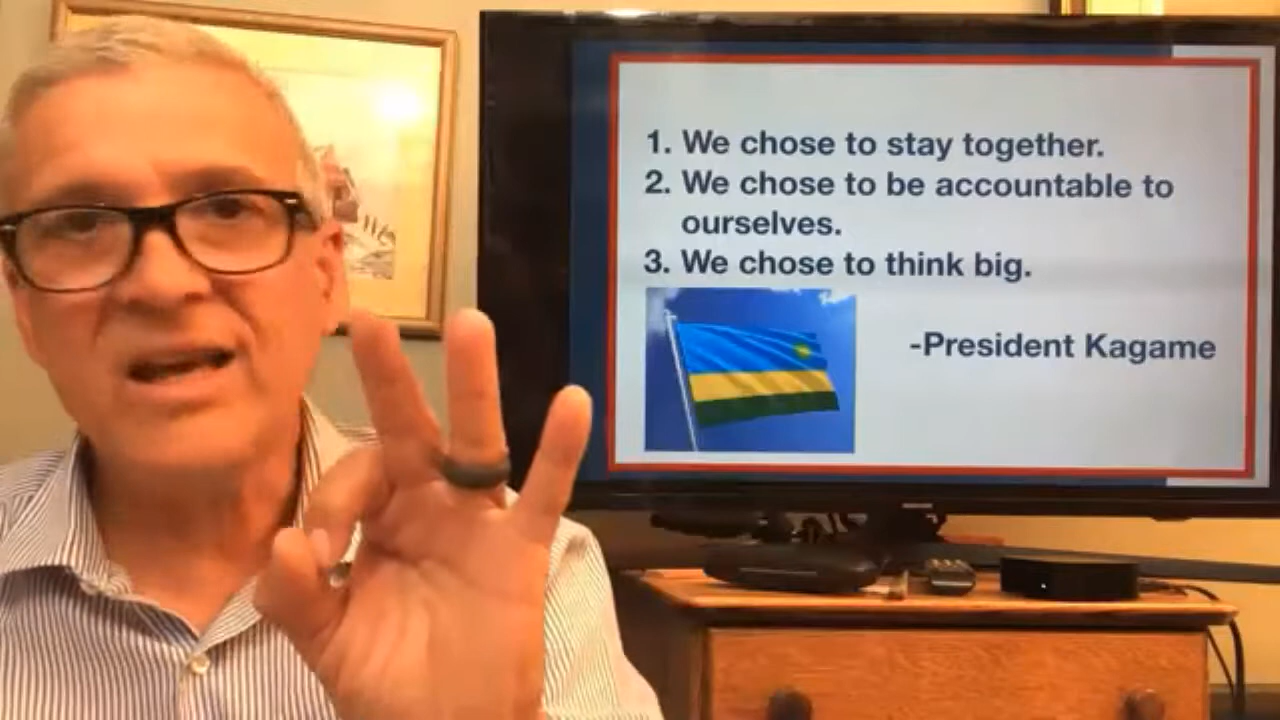 1. We chose to stay together.
2. We chose to be accountable to
ourselves.
3. We chose to think big.
-President Kagame